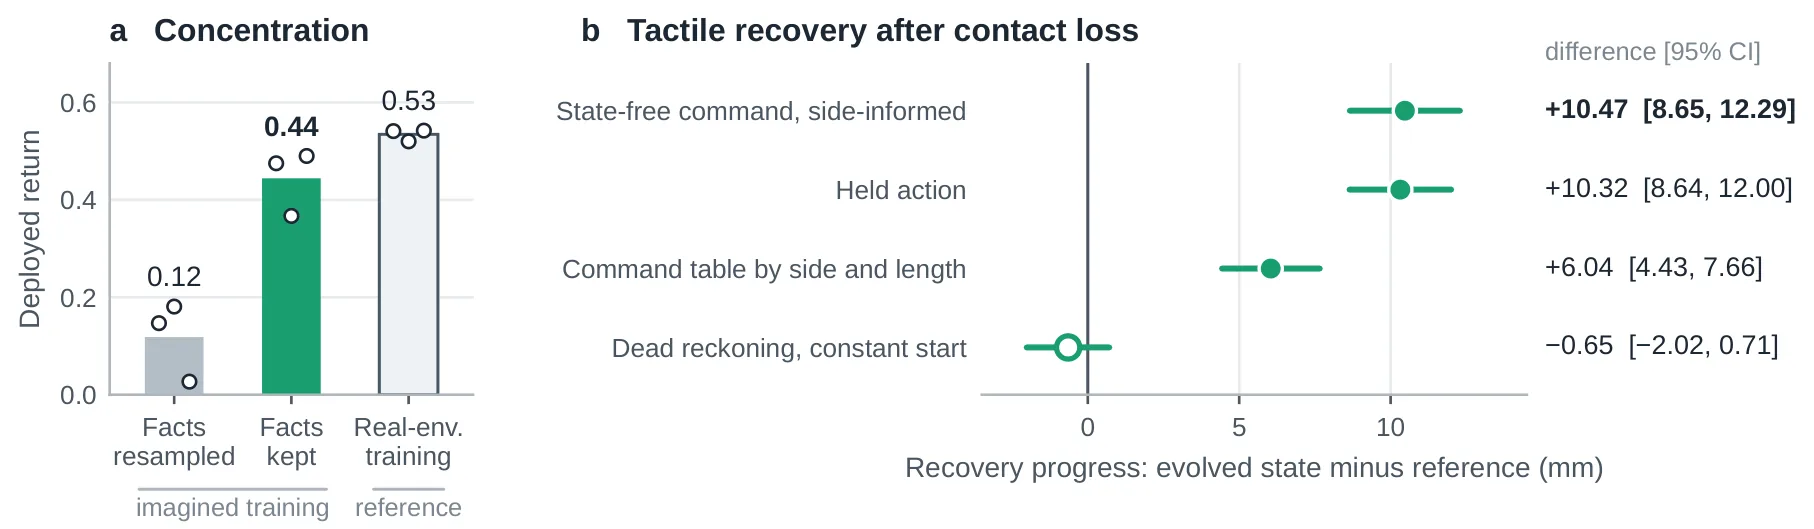 a Concentration
Deployed return
0.6
0.4
0.2
0.0
0.12
0.44
0.53
Facts
resampled
Facts
kept
Real-env.
training
imagined training
reference
b Tactile recovery after contact loss
difference [95% CI]
State-free command, side-informed
+10.47 [8.65, 12.29]
Held action
+10.32 [8.64, 12.00]
Command table by side and length
+6.04 [4.43, 7.66]
Dead reckoning, constant start
−0.65 [−2.02, 0.71]
0 5 10
Recovery progress: evolved state minus reference (mm)